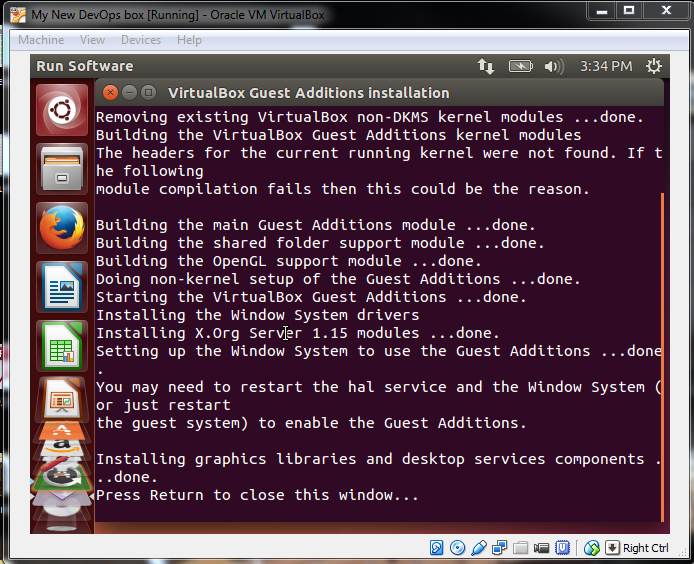 My New DevOps box [Running] - Oracle VM VirtualBox
Machine View Devices Help
Run Software 3:34 PM
VirtualBox Guest Additions installation
Removing existing VirtualBox non-DKMS kernel modules ...done.
Building the VirtualBox Guest Additions kernel modules
The headers for the current running kernel were not found. If t
he following
module compilation fails then this could be the reason.
Building the main Guest Additions module ...done.
Building the shared folder support module ...done.
Building the OpenGL support module ...done.
Doing non-kernel setup of the Guest Additions ...done.
Starting the VirtualBox Guest Additions ...done.
Installing the Window System drivers
Installing X.Org Server 1.15 modules ...done.
Setting up the Window System to use the Guest Additions ...done
.
You may need to restart the hal service and the Window System (
or just restart
the guest system) to enable the Guest Additions.
Installing graphics libraries and desktop services components .
..done.
Press Return to close this window...
a
Right Ctrl